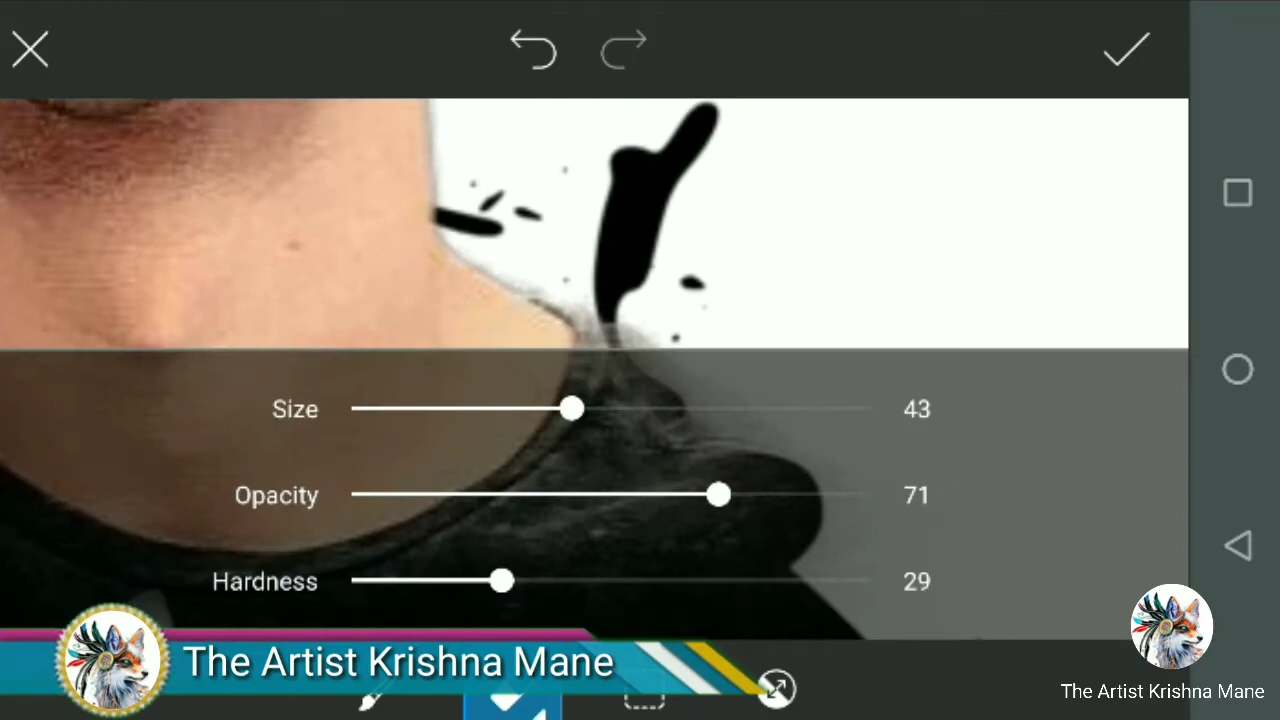 Size 43
Opacity 71
Hardness 29
The Artist Krishna Mane
The Artist Krishna Mane